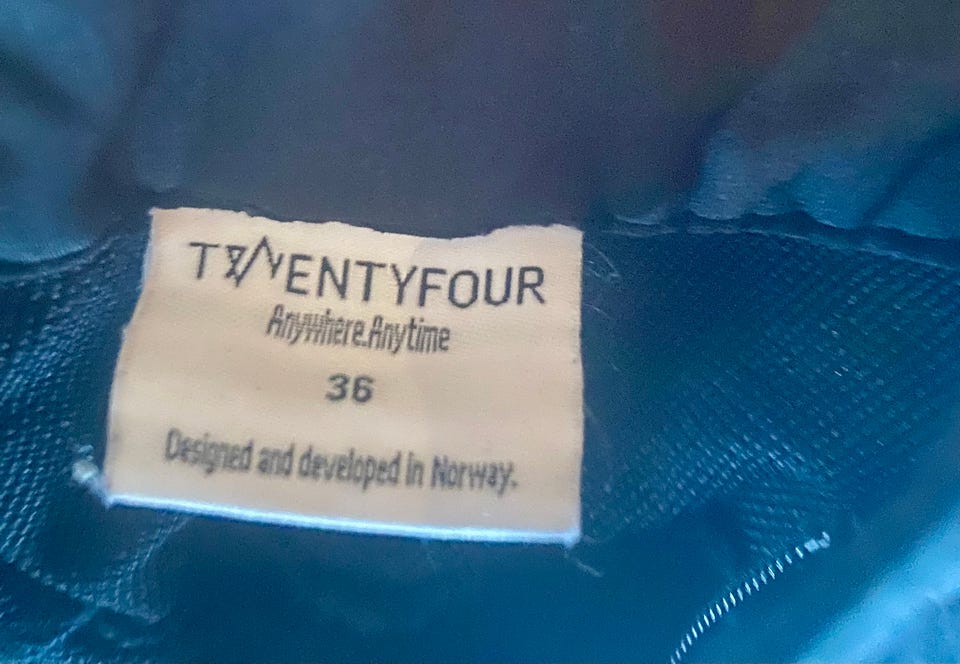 TWENTYFOUR
Anywhere.Anytime
36
Designed and developed in Norway.